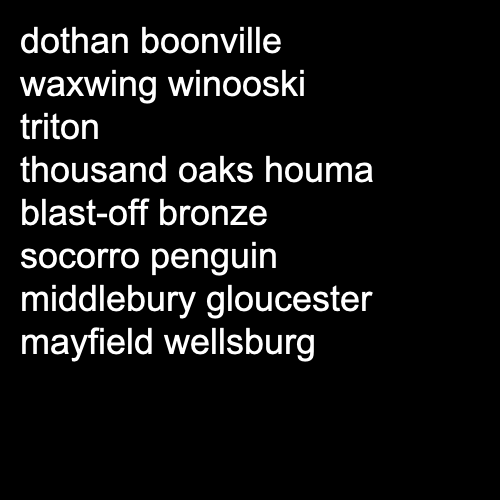 dothan boonville
waxwing winooski
triton
thousand oaks houma
blast-off bronze
socorro penguin
middlebury gloucester
mayfield wellsburg